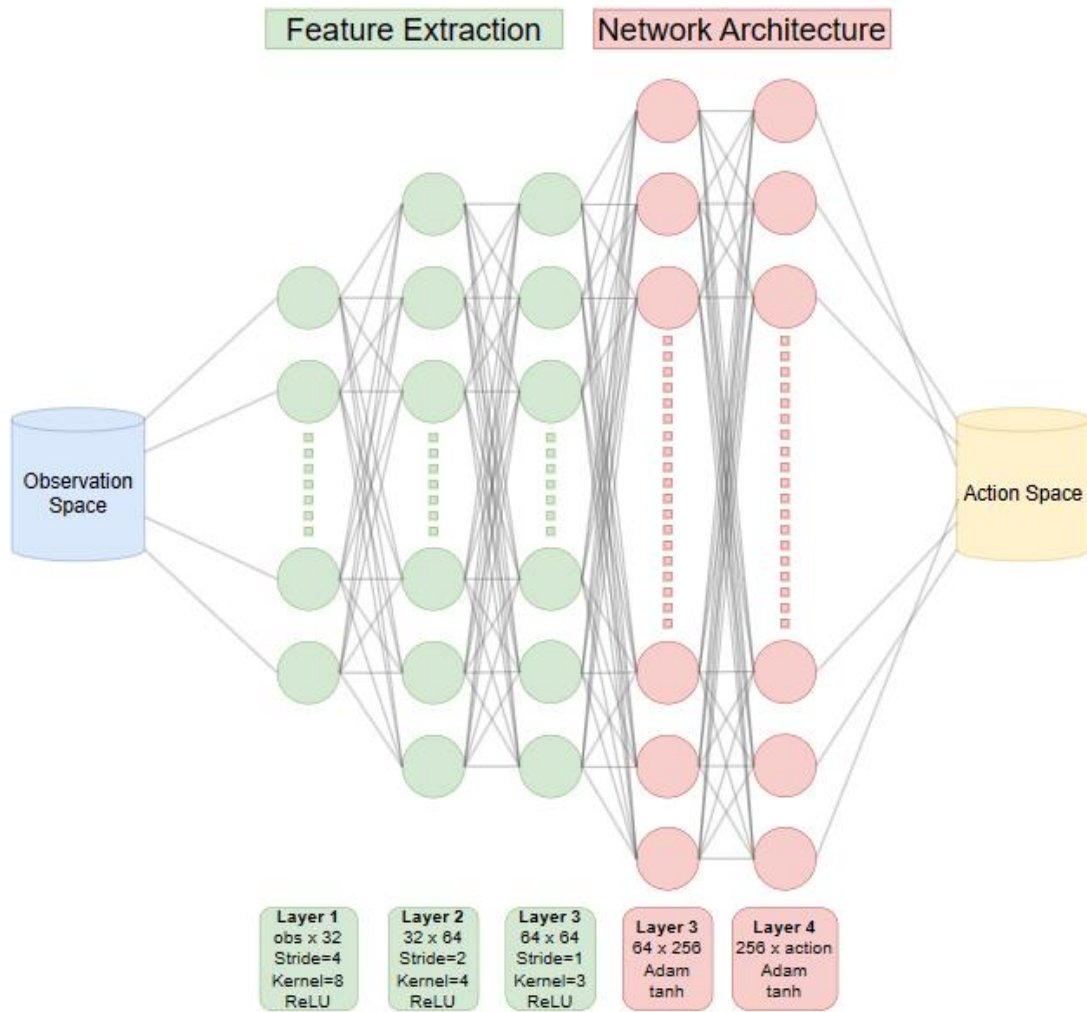 Feature Extraction
Network Architecture
Observation
Space
Action Space
Layer 1
obs x 32
Stride=4
Kernel=8
ReLU
Layer 2
32 x 64
Stride=2
Kernel=4
ReLU
Layer 3
64 x 64
Stride=1
Kernel=3
ReLU
Layer 3
64 x 256
Adam
tanh
Layer 4
256 x action
Adam
tanh